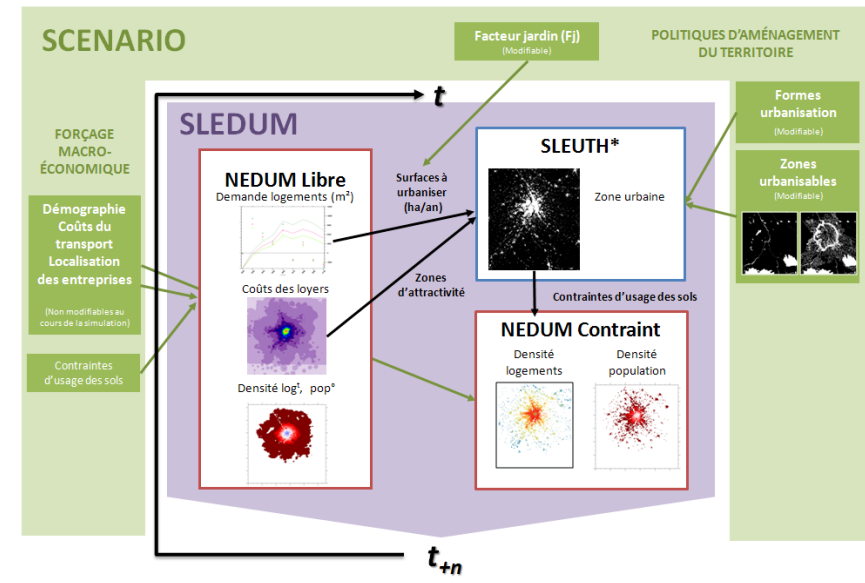 SCENARIO
Facteur jardin (Fj)
(Modifiable)
POLITIQUES D'AMÉNAGEMENT
DU TERRITOIRE
t
FORÇAGE
MACRO-
ÉCONOMIQUE
Démographie
Coûts du
transport
Localisation
des entreprises
(Non modifiables au
cours de la simulation)
Contraintes
d'usage des sols
SLEDUM
NEDUM Libre
Demande logements (m²)
Coûts des loyers
Densité logᵗ, pop°
Surfaces à
urbaniser
(ha/an)
Zones
d'attractivité
SLEUTH*
Zone urbaine
Contraintes d'usage des sols
NEDUM Contraint
Densité
logements
Densité
population
Formes
urbanisation
(Modifiable)
Zones
urbanisables
(Modifiable)
t+n